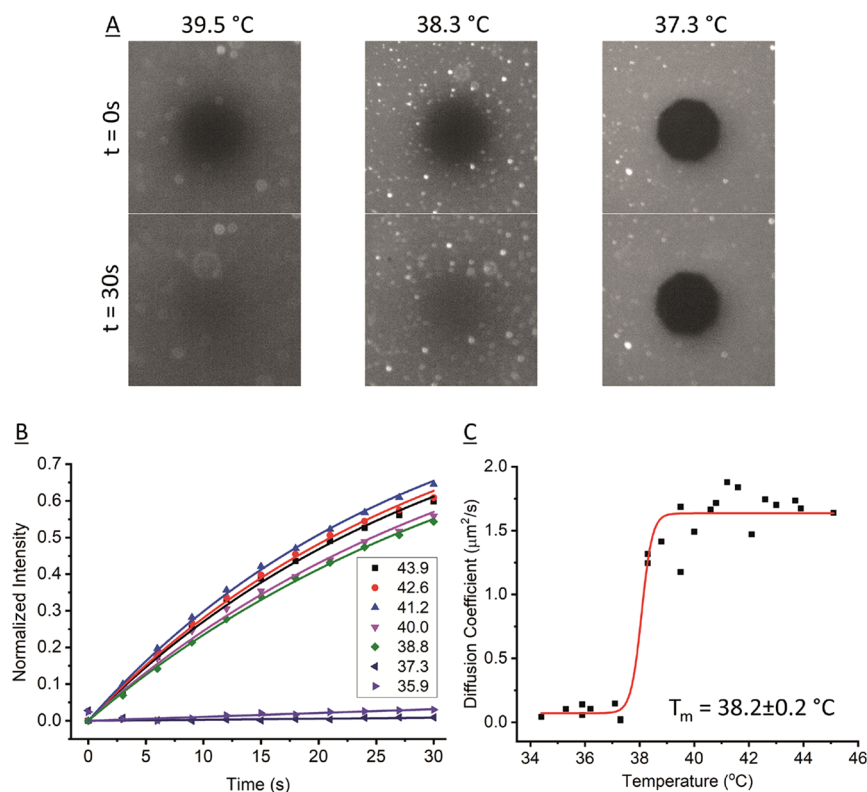 A
39.5 °C
38.3 °C
37.3 °C
t = 0s
t = 30s
B
Normalized Intensity
0.7
0.6
0.5
0.4
0.3
0.2
0.1
0.0
43.9
42.6
41.2
40.0
38.8
37.3
35.9
0
5
10
15
20
25
30
Time (s)
C
Diffusion Coefficient (μm²/s)
2.0
1.5
1.0
0.5
0.0
Tm = 38.2±0.2 °C
34
36
38
40
42
44
46
Temperature (°C)